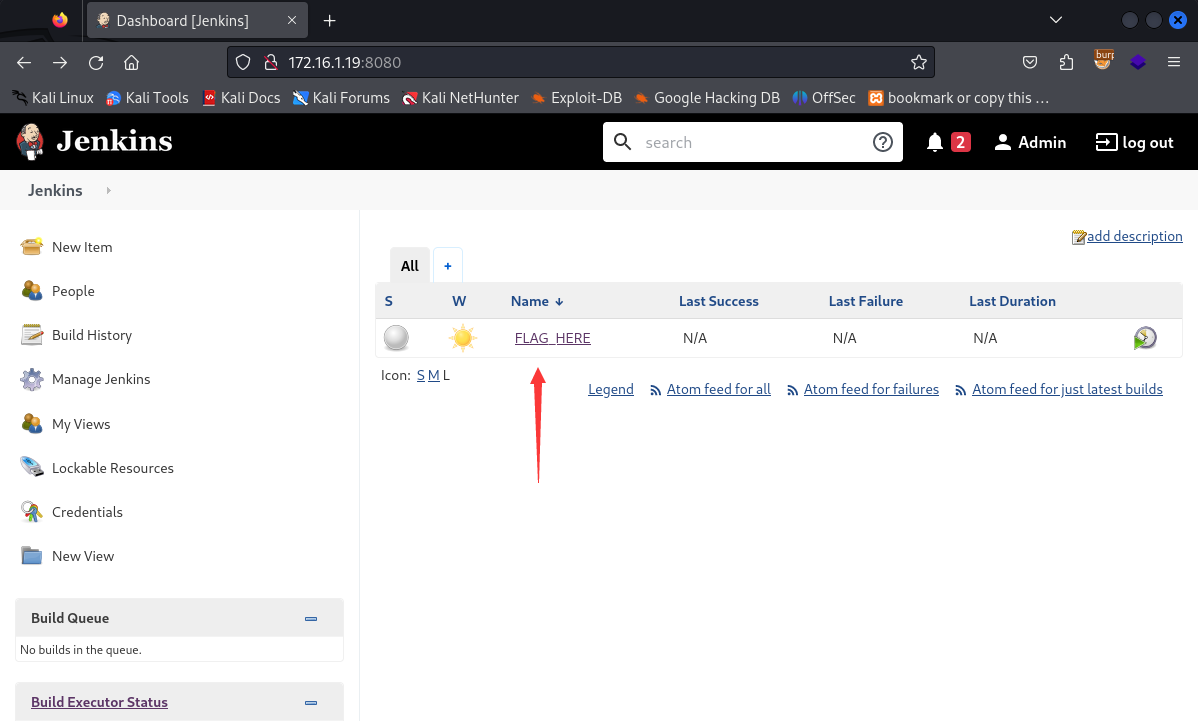 Dashboard [Jenkins]
172.16.1.19:8080
Kali Linux Kali Tools Kali Docs Kali Forums Kali NetHunter Exploit-DB Google Hacking DB OffSec bookmark or copy this …
Jenkins search 2 Admin log out
Jenkins
add description
New Item
People
Build History
Manage Jenkins
My Views
Lockable Resources
Credentials
New View
All +
S W Name ↓ Last Success Last Failure Last Duration
FLAG_HERE N/A N/A N/A
Icon: S M L
Legend Atom feed for all Atom feed for failures Atom feed for just latest builds
Build Queue
No builds in the queue.
Build Executor Status